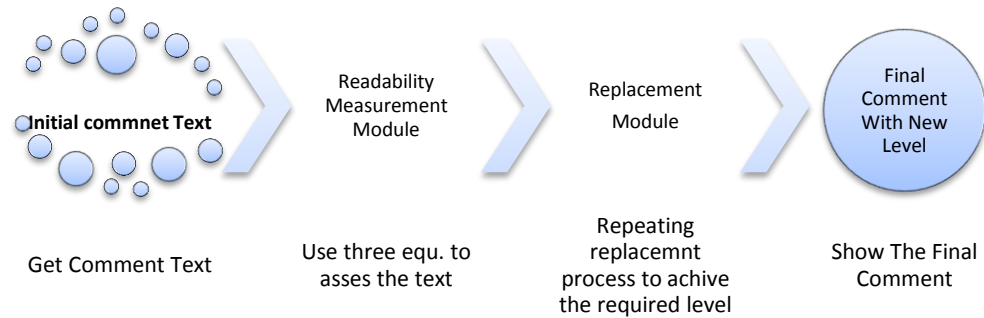 Initial commnet Text
Readability
Measurement
Module
Replacement
Module
Final
Comment
With New
Level
Get Comment Text
Use three equ. to
asses the text
Repeating
replacemnt
process to achive
the required level
Show The Final
Comment